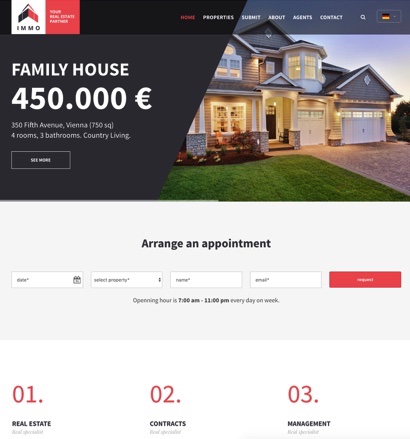 IMMO
YOUR
REAL ESTATE
PARTNER
HOME PROPERTIES SUBMIT ABOUT AGENTS CONTACT
FAMILY HOUSE
450.000 €
350 Fifth Avenue, Vienna (750 sq)
4 rooms, 3 bathrooms. Country Living.
SEE MORE
Arrange an appointment
date* select property* name* email* request
Openning hour is 7:00 am - 11:00 pm every day on week.
01. 02. 03.
REAL ESTATE CONTRACTS MANAGEMENT
Real specialist Real specialist Real specialist